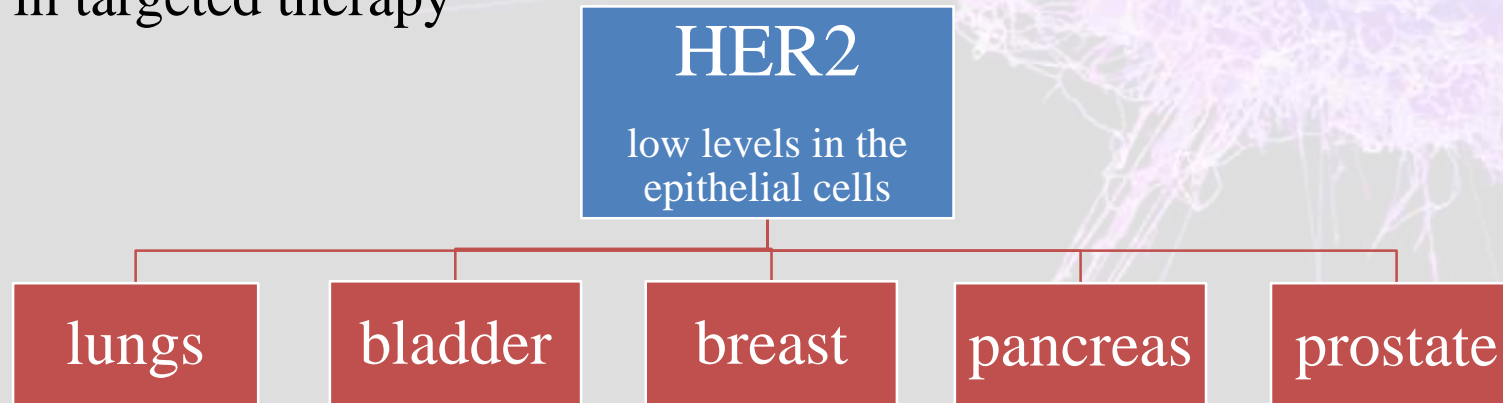 in targeted therapy
HER2
low levels in the
epithelial cells
lungs
bladder
breast
pancreas
prostate